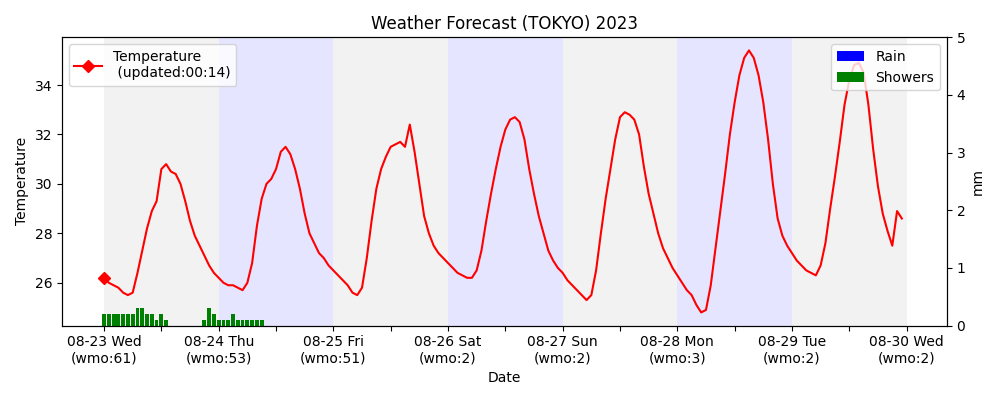 Weather Forecast (TOKYO) 2023
Temperature
(updated:00:14)
Rain
Showers
Temperature
34
32
30
28
26
5
4
3
2
1
0
mm
08-23 Wed
(wmo:61)
08-24 Thu
(wmo:53)
08-25 Fri
(wmo:51)
08-26 Sat
(wmo:2)
08-27 Sun
(wmo:2)
08-28 Mon
(wmo:3)
08-29 Tue
(wmo:2)
08-30 Wed
(wmo:2)
Date